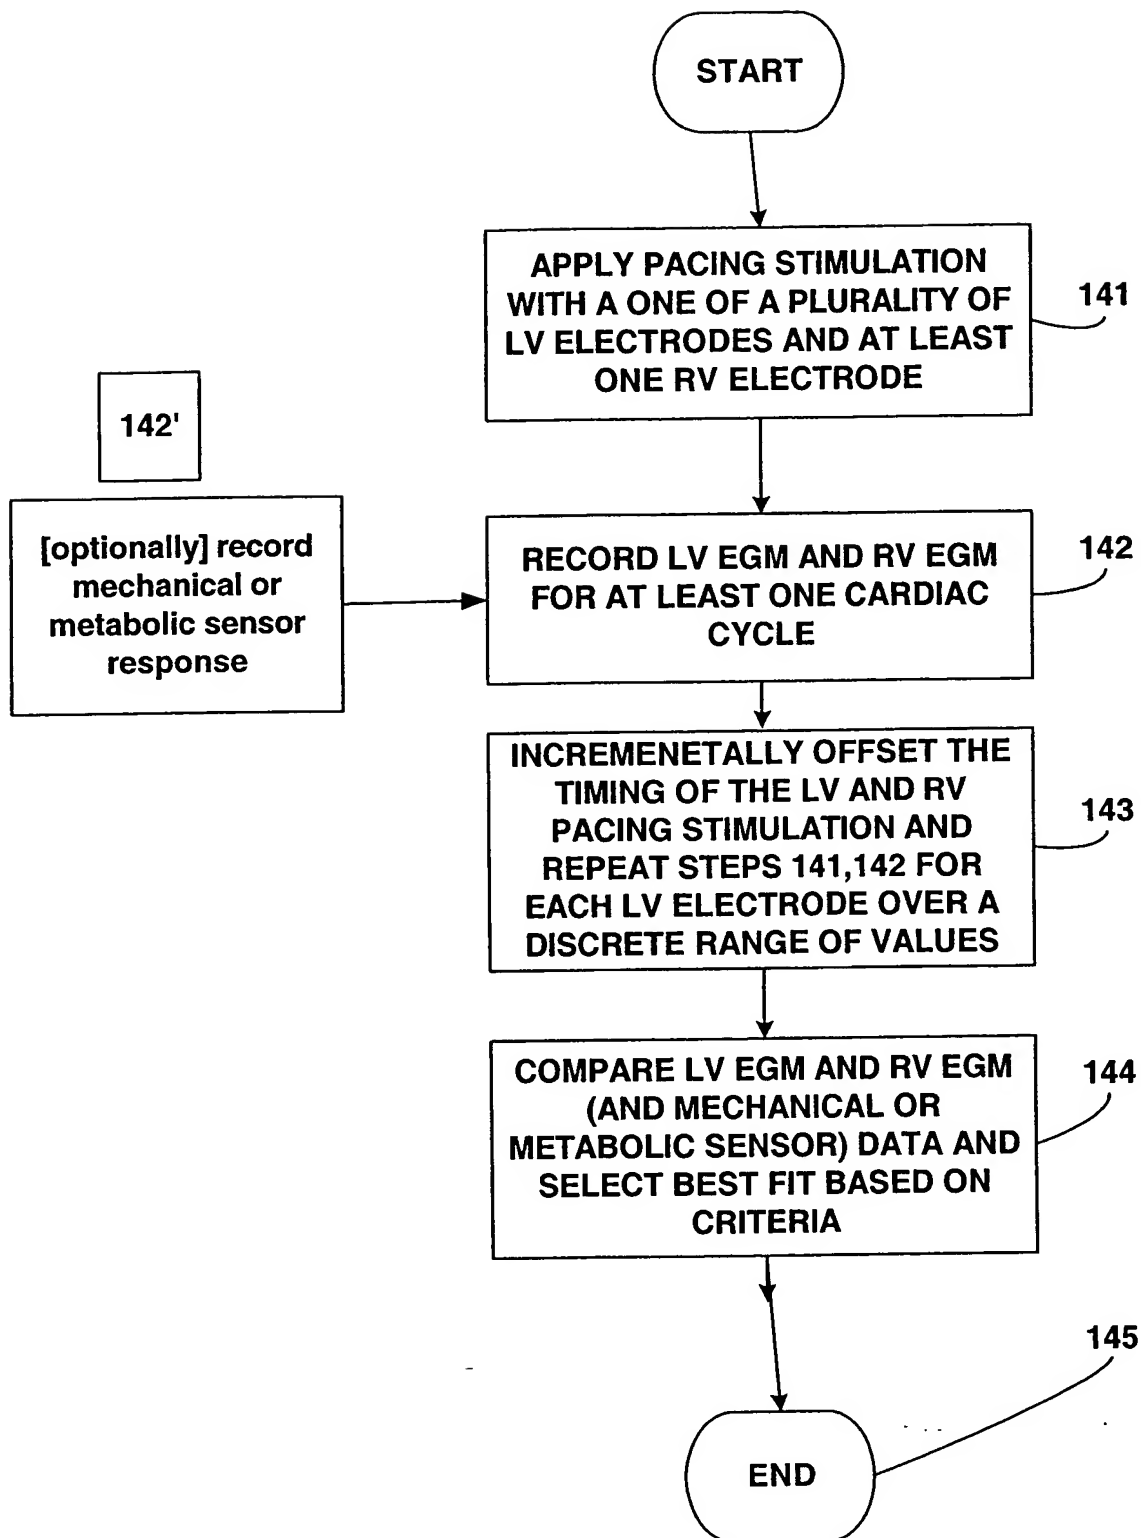 START
APPLY PACING STIMULATION
WITH A ONE OF A PLURALITY OF
LV ELECTRODES AND AT LEAST
ONE RV ELECTRODE
141
142'
[optionally] record
mechanical or
metabolic sensor
response
RECORD LV EGM AND RV EGM
FOR AT LEAST ONE CARDIAC
CYCLE
142
INCREMENETALLY OFFSET THE
TIMING OF THE LV AND RV
PACING STIMULATION AND
REPEAT STEPS 141,142 FOR
EACH LV ELECTRODE OVER A
DISCRETE RANGE OF VALUES
143
COMPARE LV EGM AND RV EGM
(AND MECHANICAL OR
METABOLIC SENSOR) DATA AND
SELECT BEST FIT BASED ON
CRITERIA
144
145
END